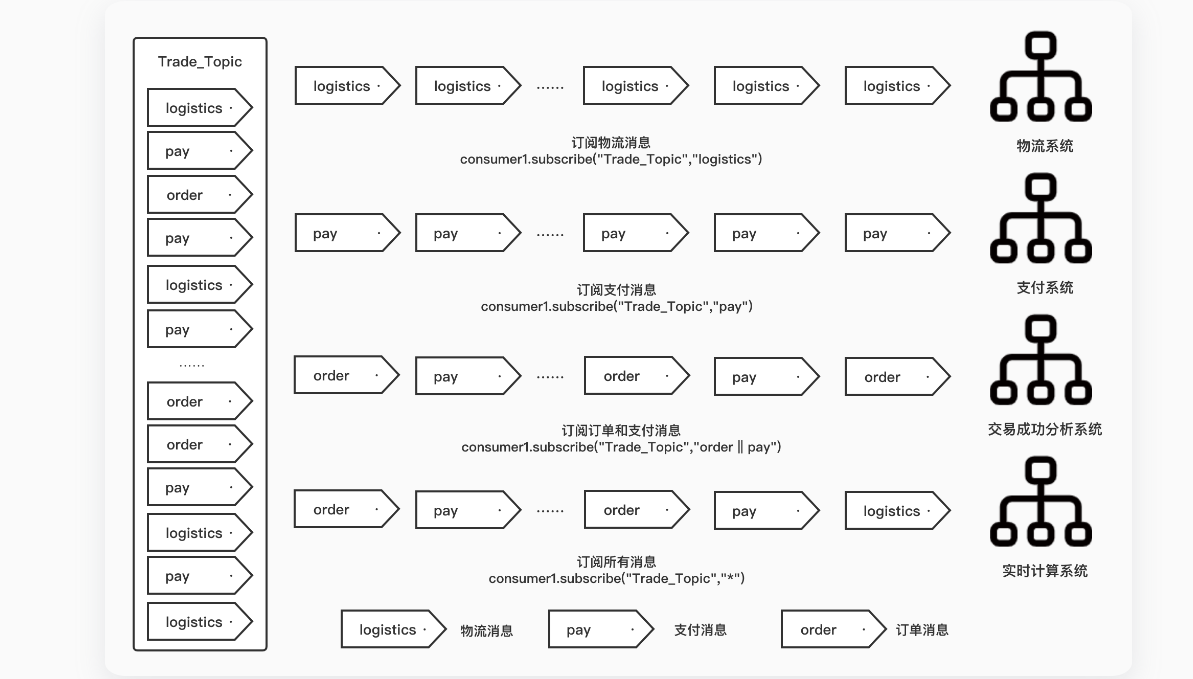 Trade_Topic
logistics ·
pay ·
order ·
pay ·
logistics ·
pay ·
······
order ·
order ·
pay ·
logistics ·
pay ·
logistics ·
logistics · logistics · ······ logistics · logistics · logistics ·
订阅物流消息
consumer1.subscribe("Trade_Topic","logistics")
物流系统
pay · pay · ······ pay · pay · pay ·
订阅支付消息
consumer1.subscribe("Trade_Topic","pay")
支付系统
order · pay · ······ order · pay · order ·
订阅订单和支付消息
consumer1.subscribe("Trade_Topic","order || pay")
交易成功分析系统
order · pay · ······ order · pay · logistics ·
订阅所有消息
consumer1.subscribe("Trade_Topic","*")
实时计算系统
logistics · 物流消息 pay · 支付消息 order · 订单消息